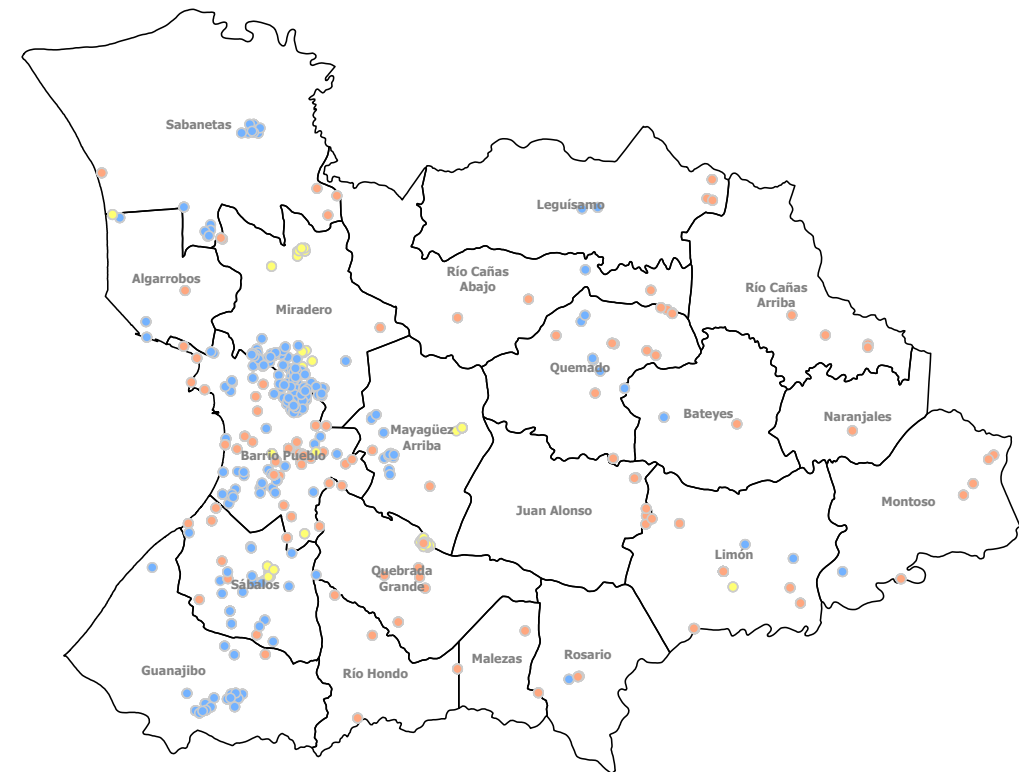 Sabanetas
Leguísamo
Algarrobos
Río Cañas
Abajo
Río Cañas
Arriba
Miradero
Quemado
Bateyes
Naranjales
Mayagüez
Arriba
Barrio Pueblo
Montoso
Juan Alonso
Limón
Quebrada
Grande
Sábalos
Rosario
Malezas
Guanajibo
Río Hondo